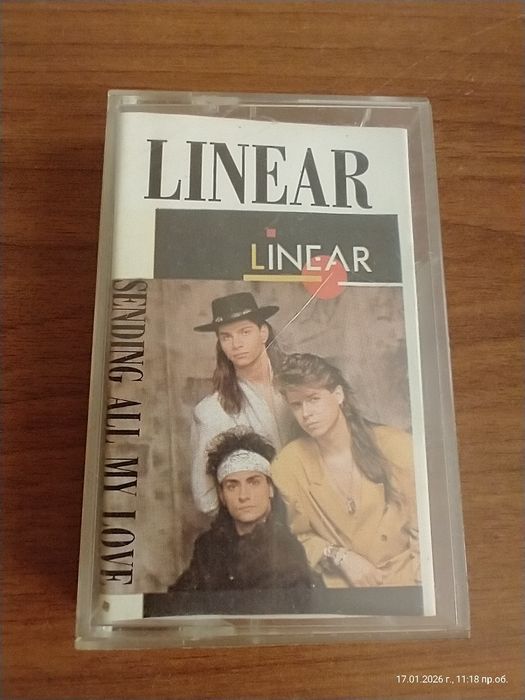 LINEAR
LINEAR
SENDING ALL MY LOVE
17.01.2026 г., 11:18 пр.об.